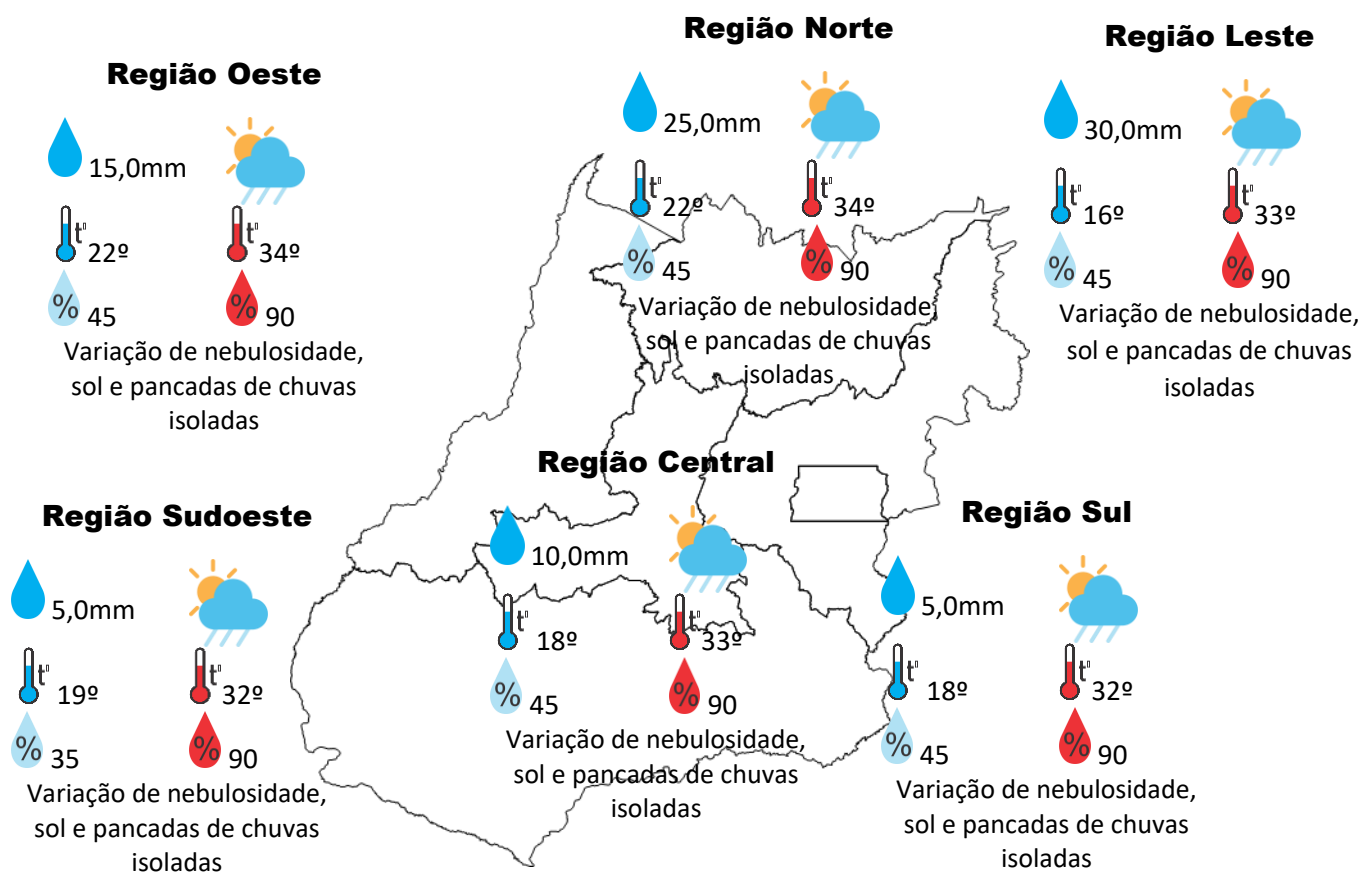 Região Oeste
15,0mm
t°
22º
34º
% 45
% 90
Variação de nebulosidade,
sol e pancadas de chuvas
isoladas
Região Norte
25,0mm
t°
22º
t°
34º
% 45
% 90
Variação de nebulosidade,
sol e pancadas de chuvas
isoladas
Região Leste
30,0mm
t°
16º
t°
33º
% 45
% 90
Variação de nebulosidade,
sol e pancadas de chuvas
isoladas
Região Sudoeste
5,0mm
t°
19º
t°
32º
% 35
% 90
Variação de nebulosidade,
sol e pancadas de chuvas
isoladas
Região Central
10,0mm
t°
18º
t°
33º
% 45
% 90
Variação de nebulosidade,
sol e pancadas de chuvas
isoladas
Região Sul
5,0mm
t°
18º
t°
32º
% 45
% 90
Variação de nebulosidade,
sol e pancadas de chuvas
isoladas